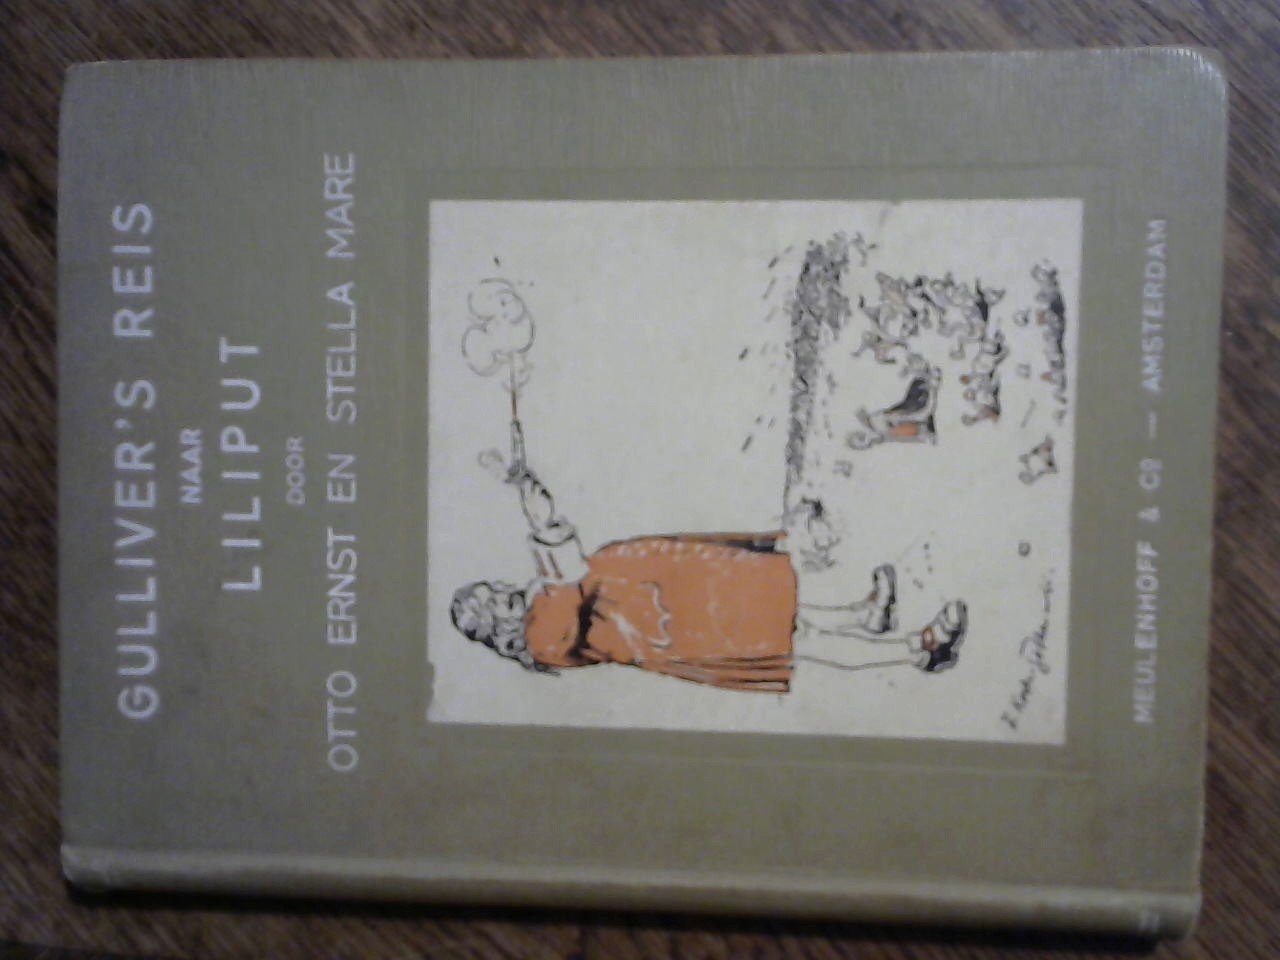 GULLIVER'S REIS
NAAR
LILIPUT
DOOR
OTTO ERNST EN STELLA MARE
MEULENHOFF & Co — AMSTERDAM